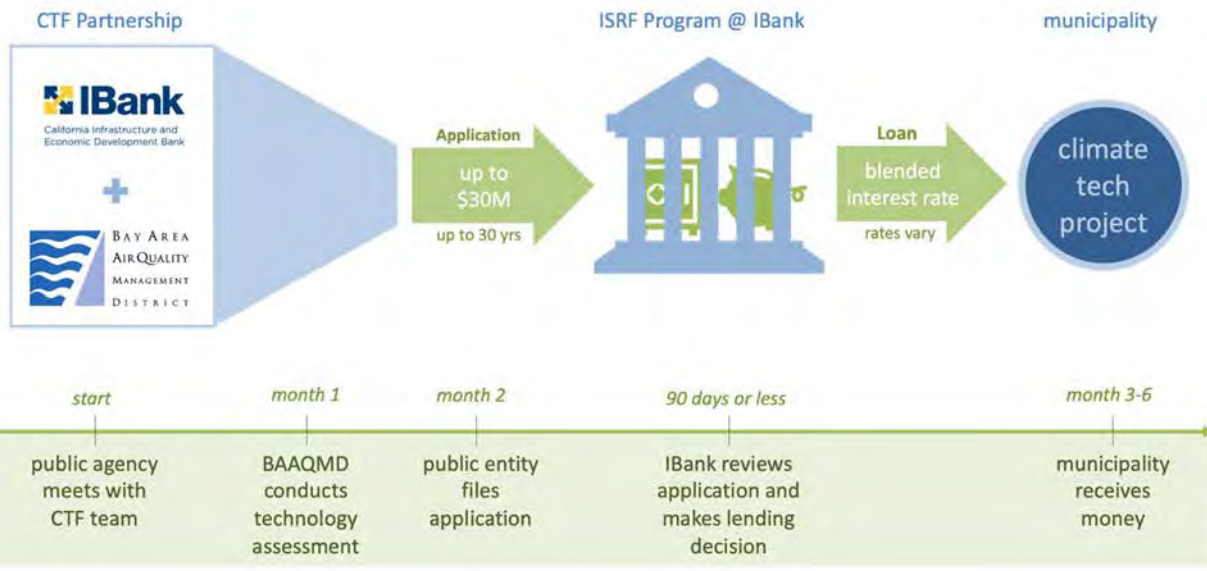 CTF Partnership
ISRF Program @ IBank
municipality
IBank
California Infrastructure and
Economic Development Bank
+
BAY AREA
AIRQUALITY
MANAGEMENT
DISTRICT
Application
up to
$30M
up to 30 yrs
Loan
blended
interest rate
rates vary
climate
tech
project
start
public agency
meets with
CTF team
month 1
BAAQMD
conducts
technology
assessment
month 2
public entity
files
application
90 days or less
IBank reviews
application and
makes lending
decision
month 3-6
municipality
receives
money